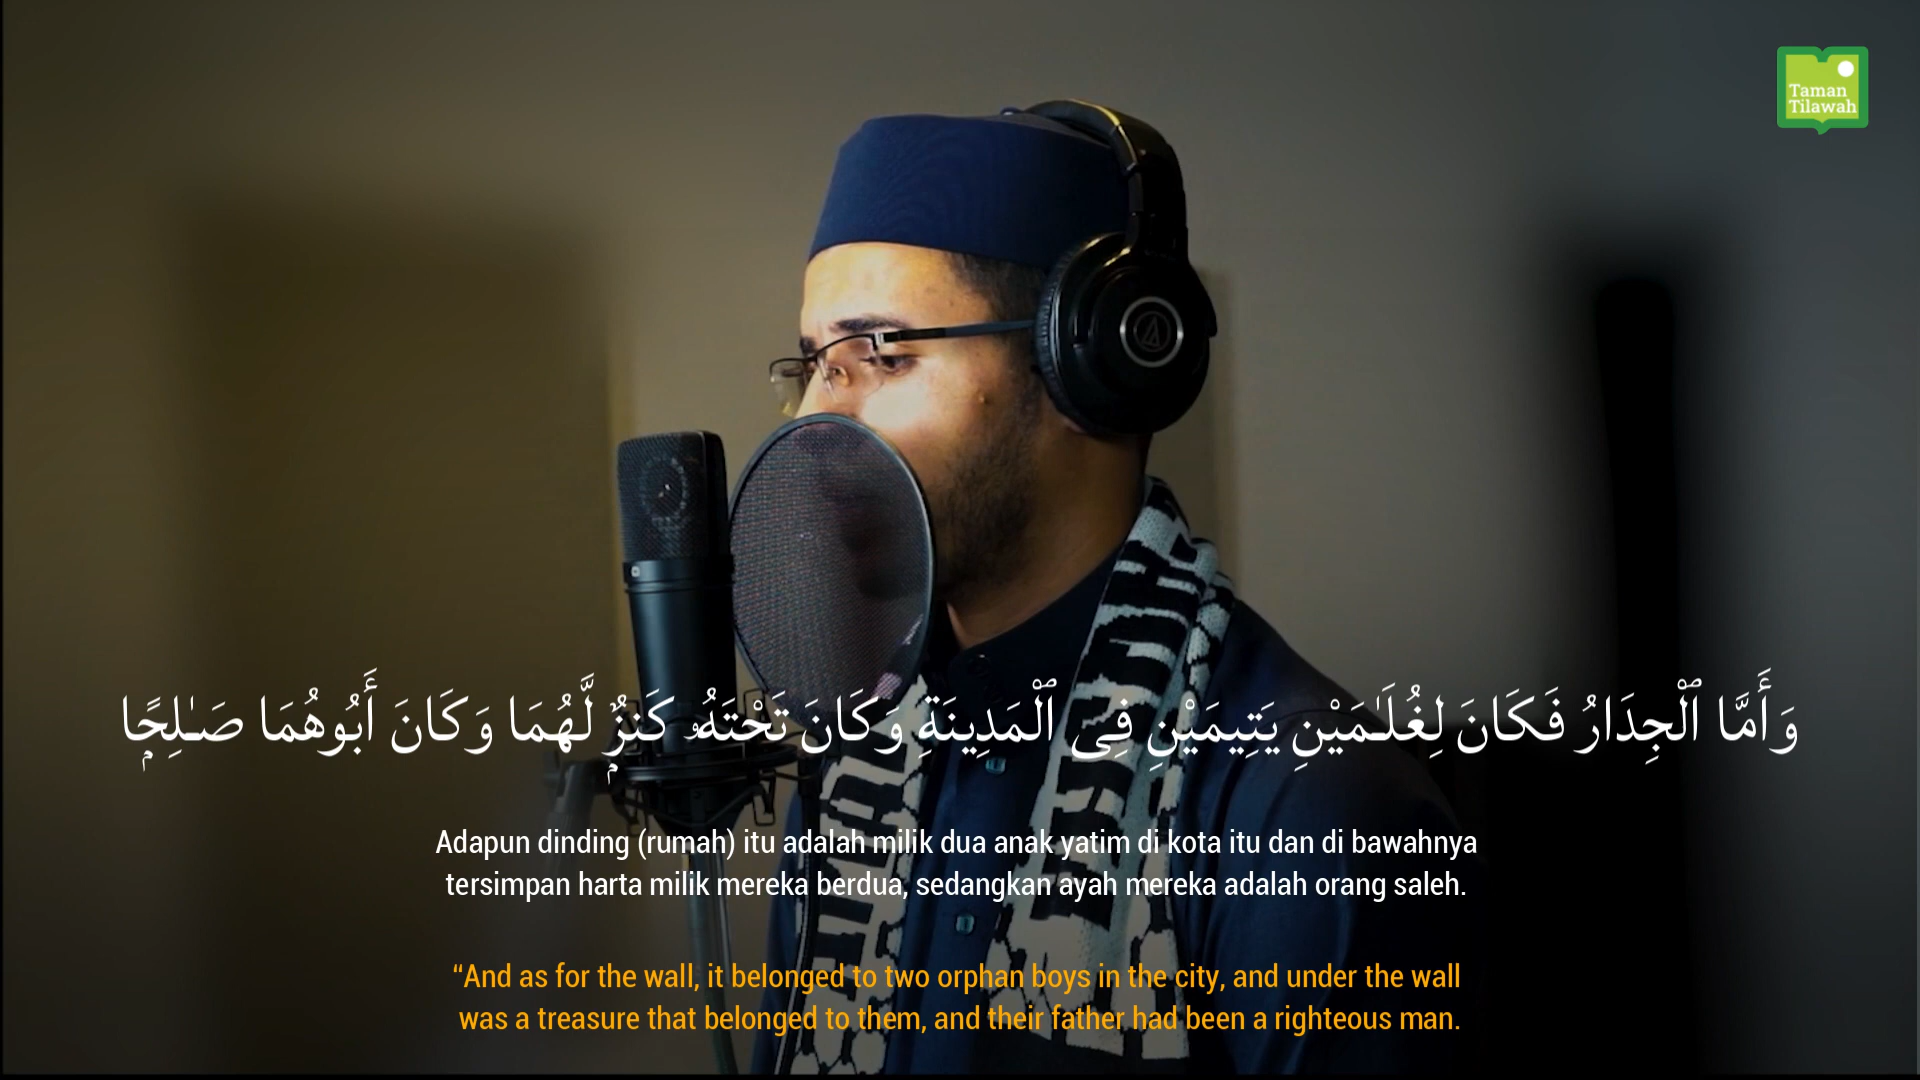 Taman
Tilawah
وَأَمَّا ٱلْجِدَارُ فَكَانَ لِغُلَـٰمَيْنِ يَتِيمَيْنِ فِى ٱلْمَدِينَةِ وَكَانَ تَحْتَهُۥ كَنزٌۭ لَّهُمَا وَكَانَ أَبُوهُمَا صَـٰلِحًۭا
Adapun dinding (rumah) itu adalah milik dua anak yatim di kota itu dan di bawahnya
tersimpan harta milik mereka berdua, sedangkan ayah mereka adalah orang saleh.
“And as for the wall, it belonged to two orphan boys in the city, and under the wall
was a treasure that belonged to them, and their father had been a righteous man.